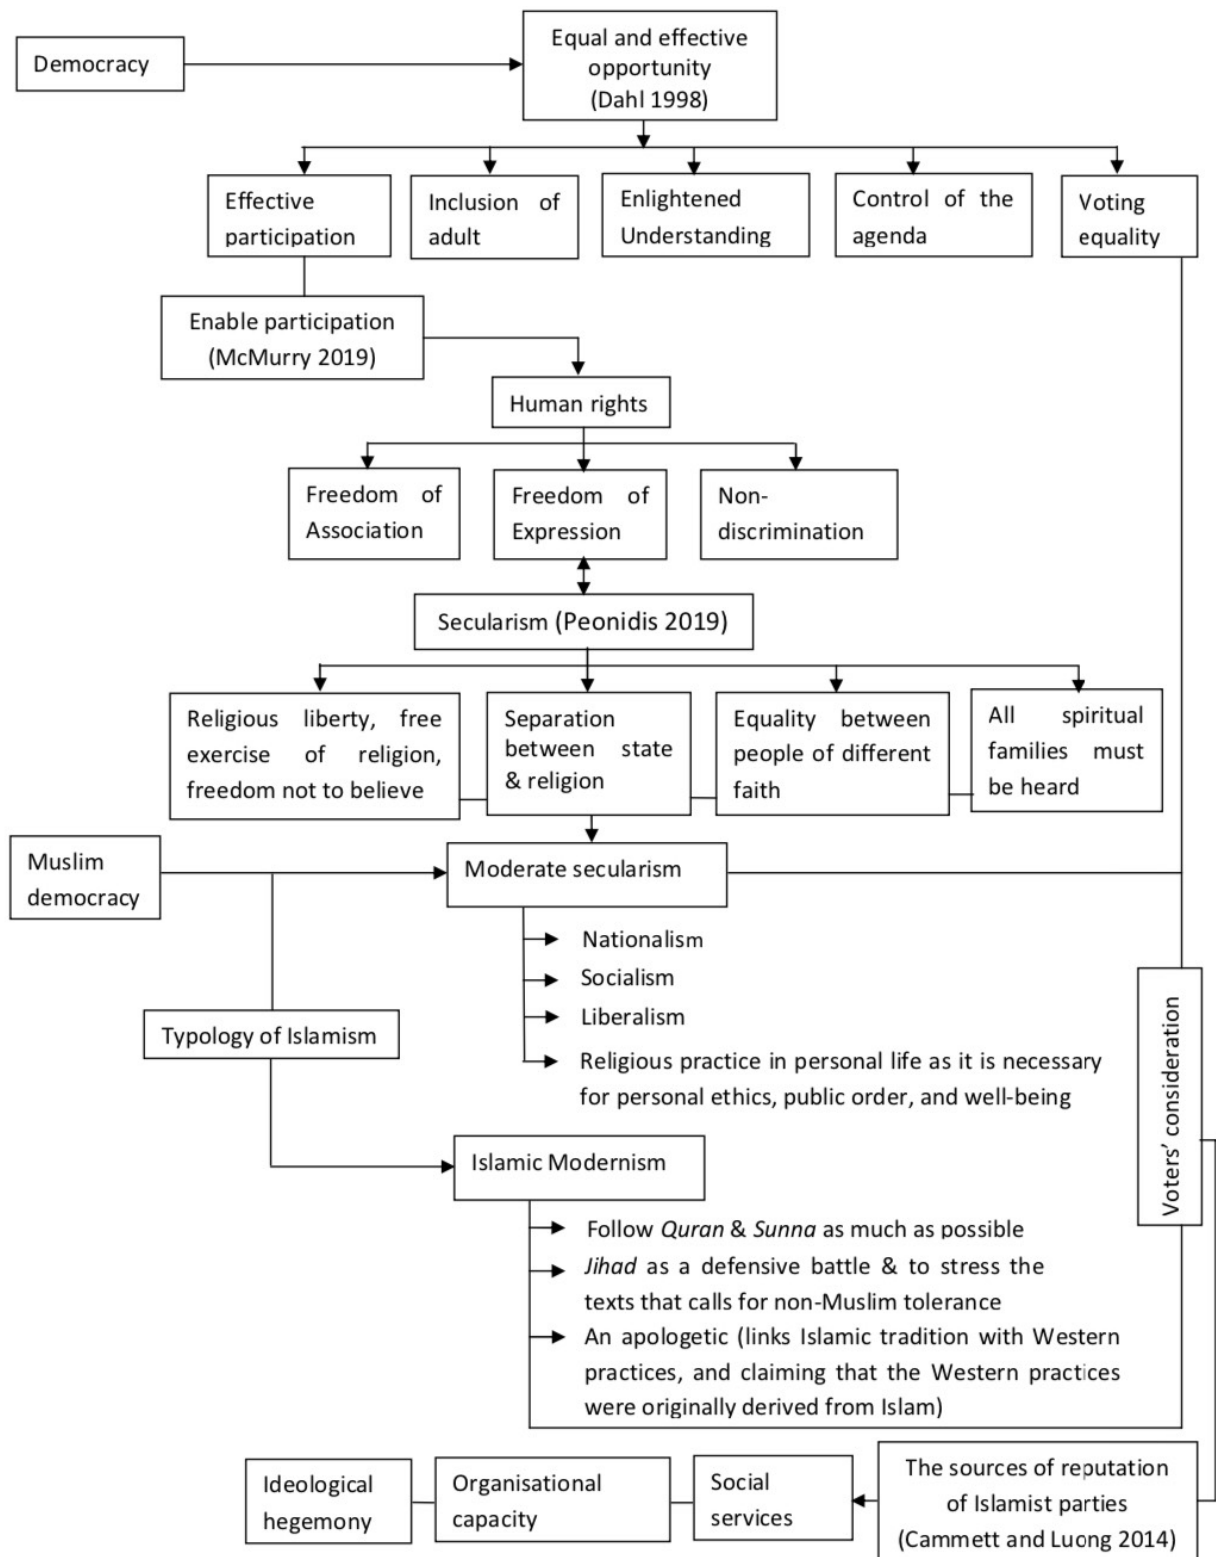 Democracy
Equal and effective
opportunity
(Dahl 1998)
Effective
participation
Inclusion of
adult
Enlightened
Understanding
Control of the
agenda
Voting
equality
Enable participation
(McMurry 2019)
Human rights
Freedom of
Association
Freedom of
Expression
Non-
discrimination
Secularism (Peonidis 2019)
Religious liberty, free
exercise of religion,
freedom not to believe
Separation
between state
& religion
Equality between
people of different
faith
All spiritual
families must
be heard
Muslim
democracy
Moderate secularism
Nationalism
Socialism
Liberalism
Religious practice in personal life as it is necessary
for personal ethics, public order, and well-being
Typology of Islamism
Voters' consideration
Islamic Modernism
Follow Quran & Sunna as much as possible
Jihad as a defensive battle & to stress the
texts that calls for non-Muslim tolerance
An apologetic (links Islamic tradition with Western
practices, and claiming that the Western practices
were originally derived from Islam)
Ideological
hegemony
Organisational
capacity
Social
services
The sources of reputation
of Islamist parties
(Cammett and Luong 2014)